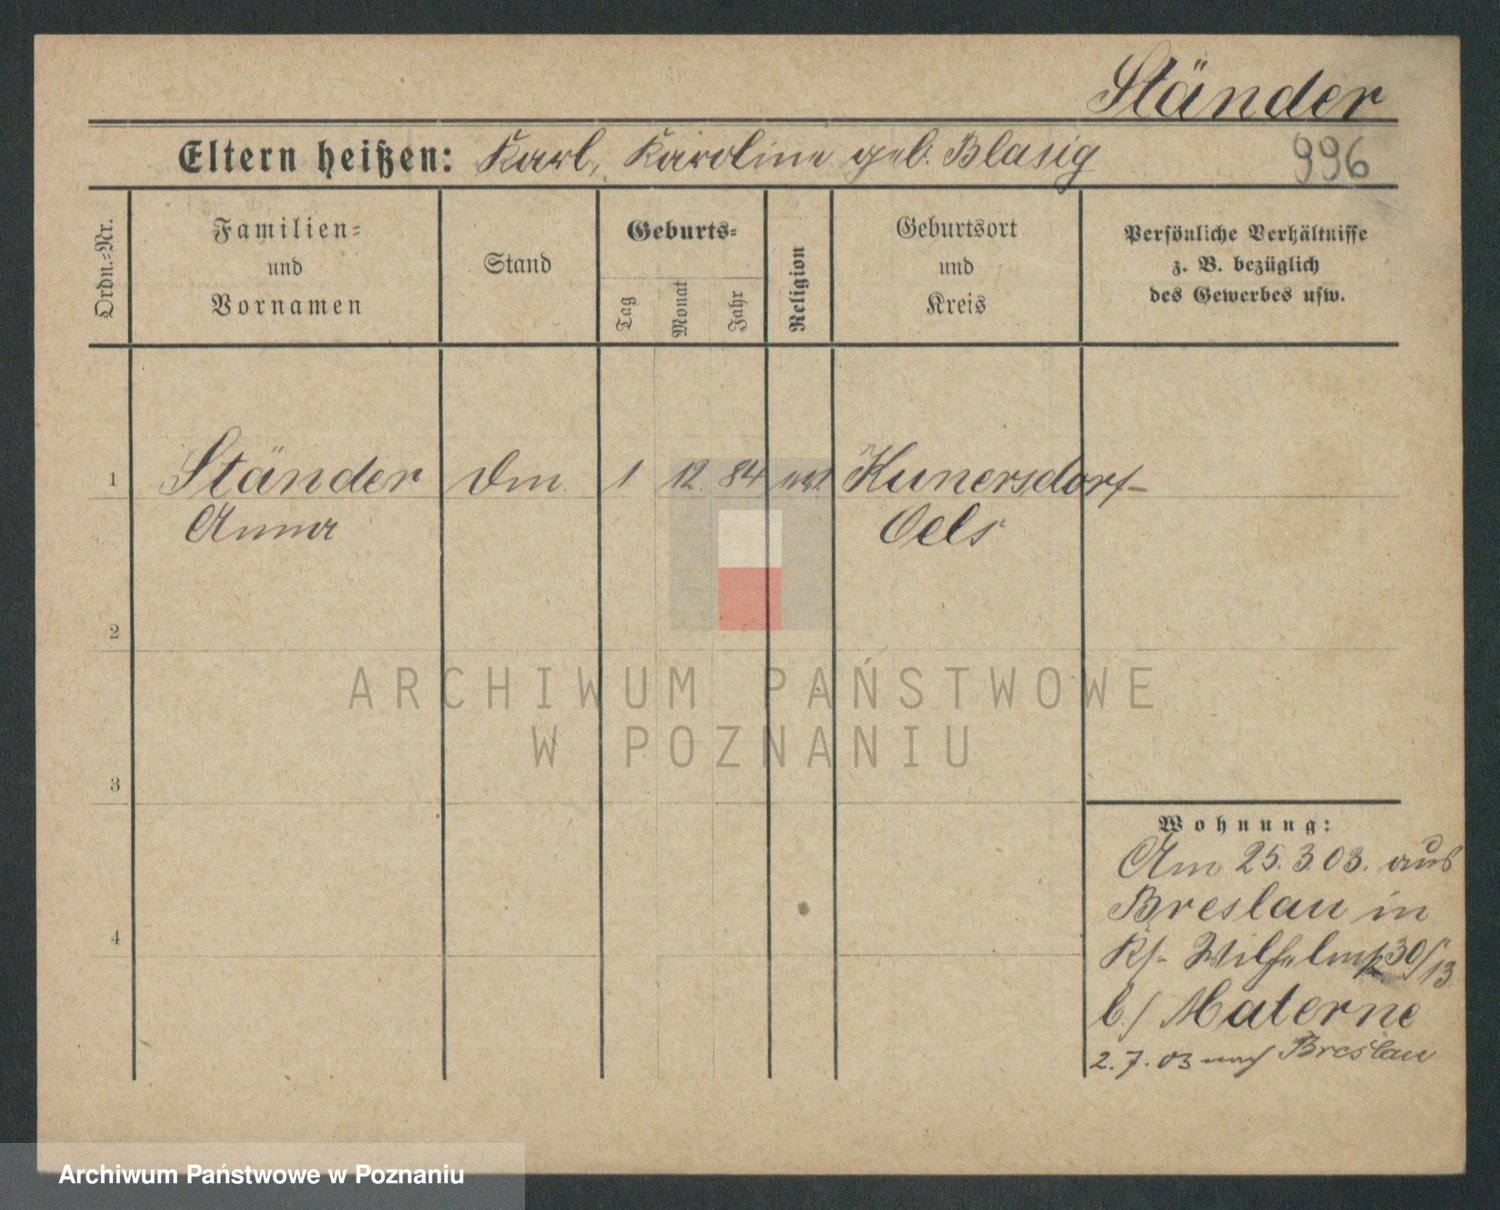 Ständer
Eltern heißen: Karl, Karoline geb. Blasig 996
Ordn.=Nr.
Familien=
und
Vornamen
Stand
Geburts=
Tag Monat Jahr
Religion
Geburtsort
und
Kreis
Persönliche Verhältnisse
z. B. bezüglich
des Gewerbes usw.
1 Ständer 1 12. 84 Kunersdorf-
Anna Oels
2
ARCHIWUM PAŃSTWOWE
W POZNANIU
3
Wohnung:
Am 25.3.03. aus
Breslau in
30/13
b./ Materne
4
2.7.03 nach Breslau
Archiwum Państwowe w Poznaniu